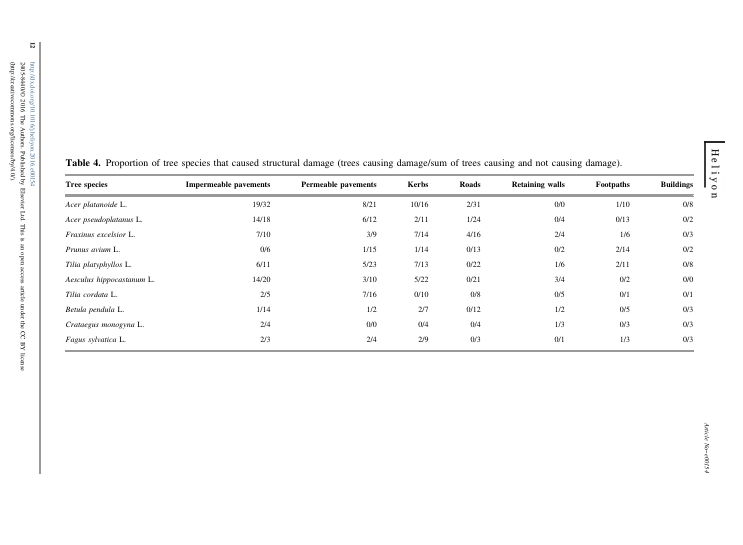 Heliyon
Article No~e00154
Table 4. Proportion of tree species that caused structural damage (trees causing damage/sum of trees causing and not causing damage).
Tree species Impermeable pavements Permeable pavements Kerbs Roads Retaining walls Footpaths Buildings
Acer platanoide L. 19/32 8/21 10/16 2/31 0/0 1/10 0/8
Acer pseudoplatanus L. 14/18 6/12 2/11 1/24 0/4 0/13 0/2
Fraxinus excelsior L. 7/10 3/9 7/14 4/16 2/4 1/6 0/3
Prunus avium L. 0/6 1/15 1/14 0/13 0/2 2/14 0/2
Tilia platyphyllos L. 6/11 5/23 7/13 0/22 1/6 2/11 0/8
Aesculus hippocastanum L. 14/20 3/10 5/22 0/21 3/4 0/2 0/0
Tilia cordata L. 2/5 7/16 0/10 0/8 0/5 0/1 0/1
Betula pendula L. 1/14 1/2 2/7 0/12 1/2 0/5 0/3
Crataegus monogyna L. 2/4 0/0 0/4 0/4 1/3 0/3 0/3
Fagus sylvatica L. 2/3 2/4 2/9 0/3 0/1 1/3 0/3
12 http://dx.doi.org/10.1016/j.heliyon.2016.e00154
2405-8440/© 2016 The Authors. Published by Elsevier Ltd. This is an open access article under the CC BY license
(http://creativecommons.org/licenses/by/4.0/).